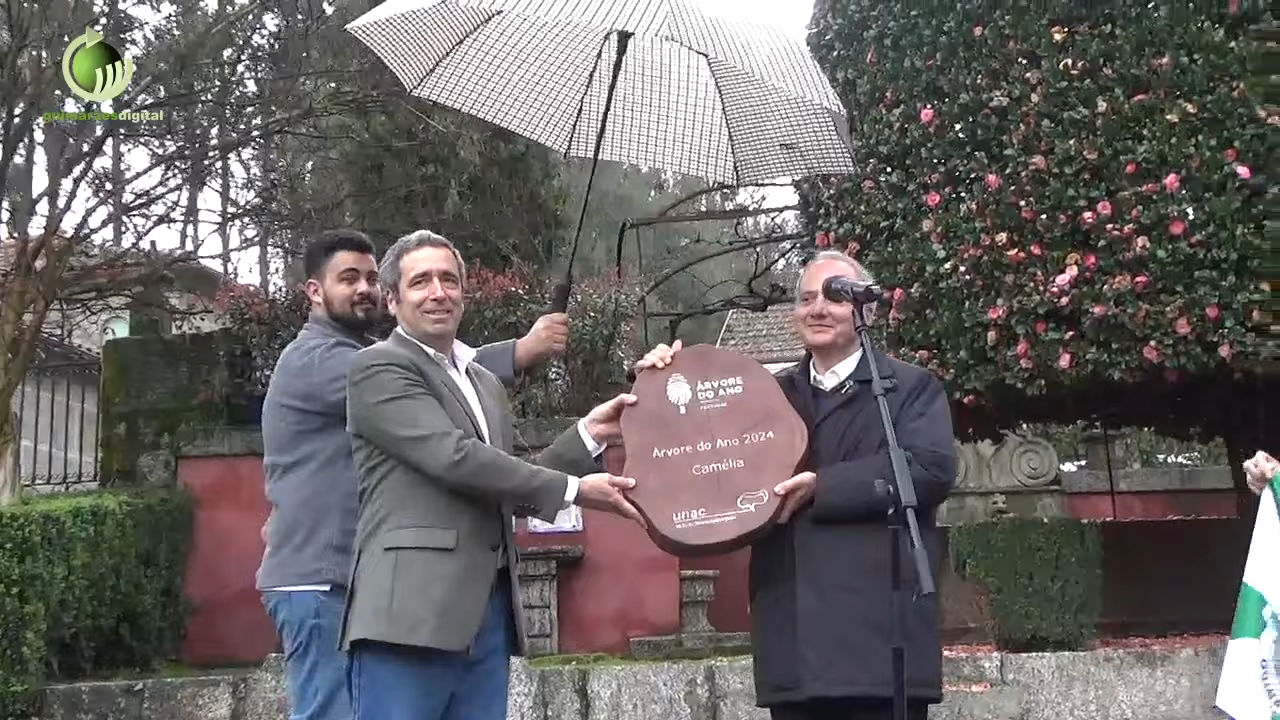 guimarãesdigital
ÁRVORE
DO ANO
PORTUGAL
Árvore do Ano 2024
Camélia
unac